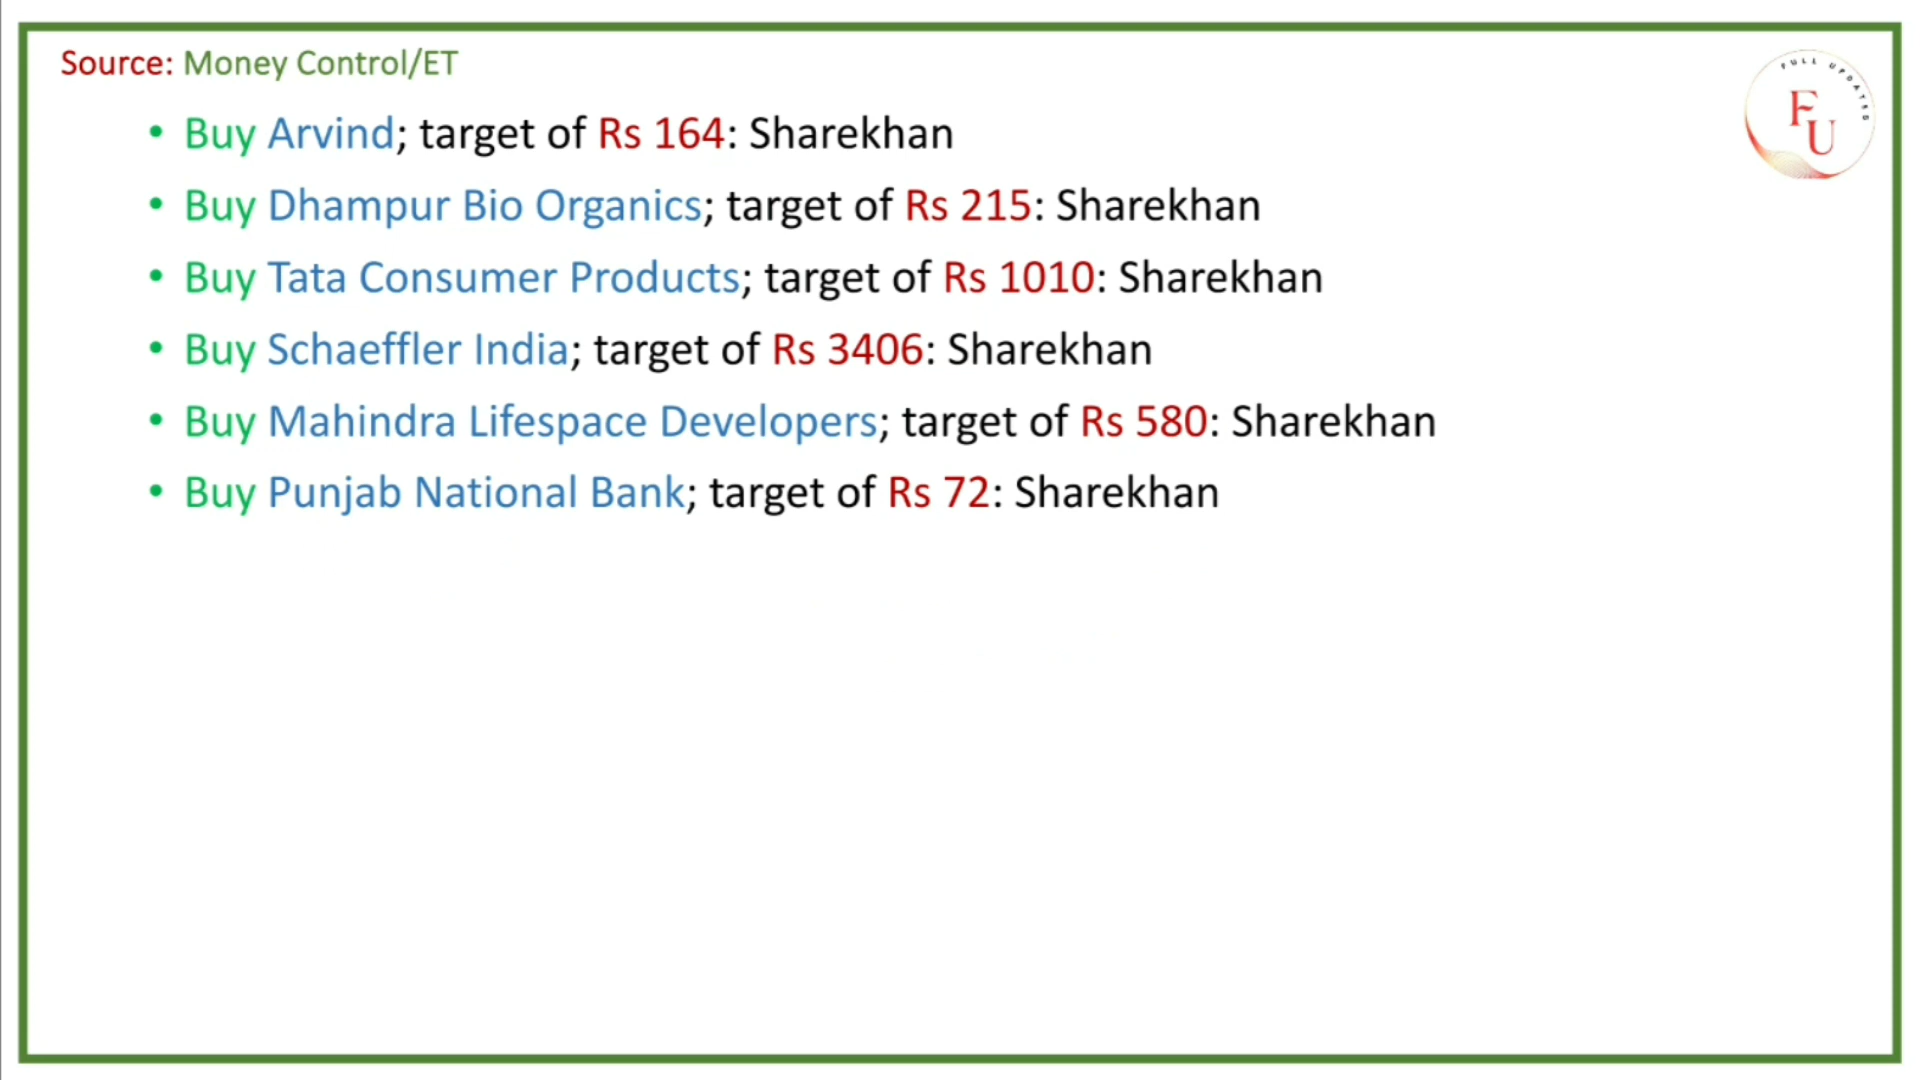 Source: Money Control/ET
FULL UPDATES
FU
• Buy Arvind; target of Rs 164: Sharekhan
• Buy Dhampur Bio Organics; target of Rs 215: Sharekhan
• Buy Tata Consumer Products; target of Rs 1010: Sharekhan
• Buy Schaeffler India; target of Rs 3406: Sharekhan
• Buy Mahindra Lifespace Developers; target of Rs 580: Sharekhan
• Buy Punjab National Bank; target of Rs 72: Sharekhan